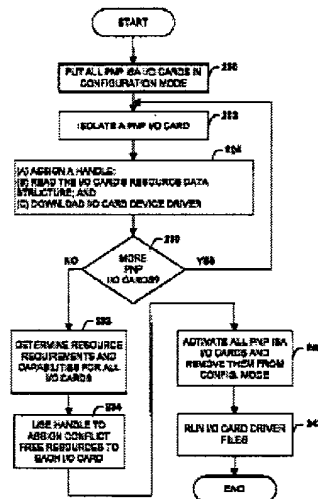 START
PUT ALL PNP ISA I/O CARDS IN
CONFIGURATION MODE
ISOLATE A PNP I/O CARD
(A) ASSIGN A HANDLE;
(B) READ THE I/O CARD'S RESOURCE DATA
STRUCTURE; AND
(C) DOWNLOAD I/O CARD DEVICE DRIVER
MORE
PNP
I/O CARDS?
NO
YES
DETERMINE RESOURCE
REQUIREMENTS AND
CAPABILITIES FOR ALL
I/O CARDS
USE HANDLE TO
ASSIGN CONFLICT
FREE RESOURCES TO
EACH I/O CARD
ACTIVATE ALL PNP ISA
I/O CARDS AND
REMOVE THEM FROM
CONFIG. MODE
RUN I/O CARD DRIVER
FILES
END